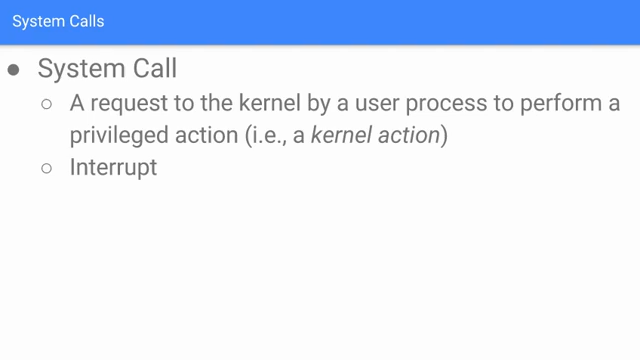 System Calls
● System Call
○ A request to the kernel by a user process to perform a
privileged action (i.e., a kernel action)
○ Interrupt